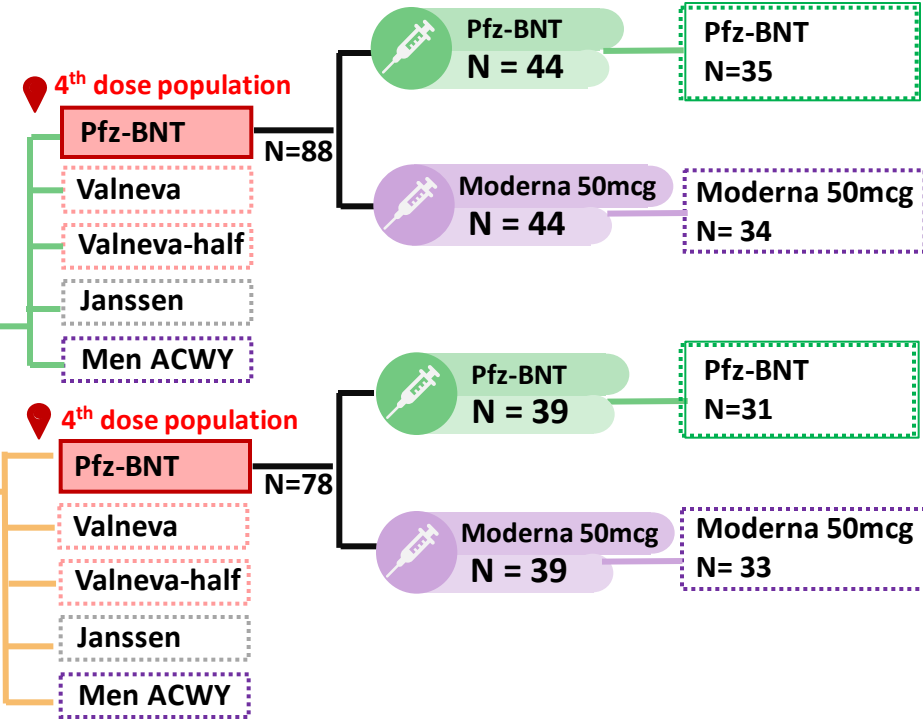 4th dose population
Pfz-BNT
Valneva
Valneva-half
Janssen
Men ACWY
N=88
Pfz-BNT
N = 44
Moderna 50mcg
N = 44
Pfz-BNT
N=35
Moderna 50mcg
N= 34
4th dose population
Pfz-BNT
Valneva
Valneva-half
Janssen
Men ACWY
N=78
Pfz-BNT
N = 39
Moderna 50mcg
N = 39
Pfz-BNT
N=31
Moderna 50mcg
N= 33